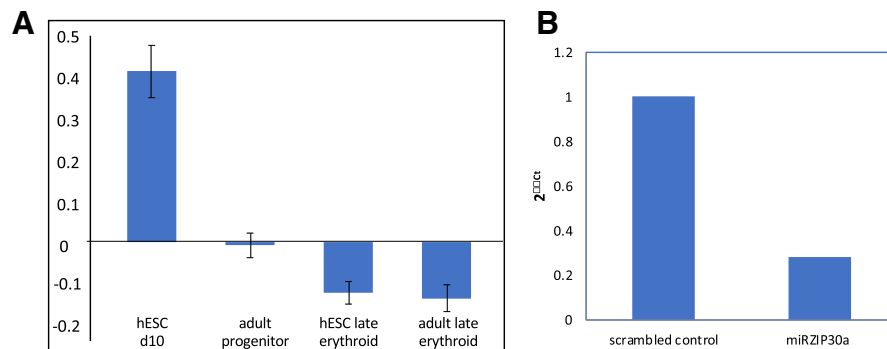 A
0.5
0.4
0.3
0.2
0.1
0
-0.1
-0.2
hESC
d10
adult
progenitor
hESC late
erythroid
adult late
erythroid
B
1.2
1
0.8
0.6
0.4
0.2
0
2□□Ct
scrambled control
miRZIP30a